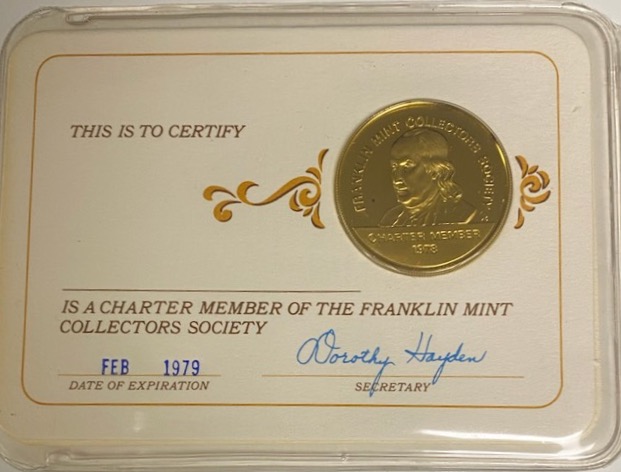 THIS IS TO CERTIFY
FRANKLIN MINT COLLECTORS SOCIETY
CHARTER MEMBER
1978
IS A CHARTER MEMBER OF THE FRANKLIN MINT
COLLECTORS SOCIETY
Dorothy Hayden
FEB 1979
DATE OF EXPIRATION
SECRETARY